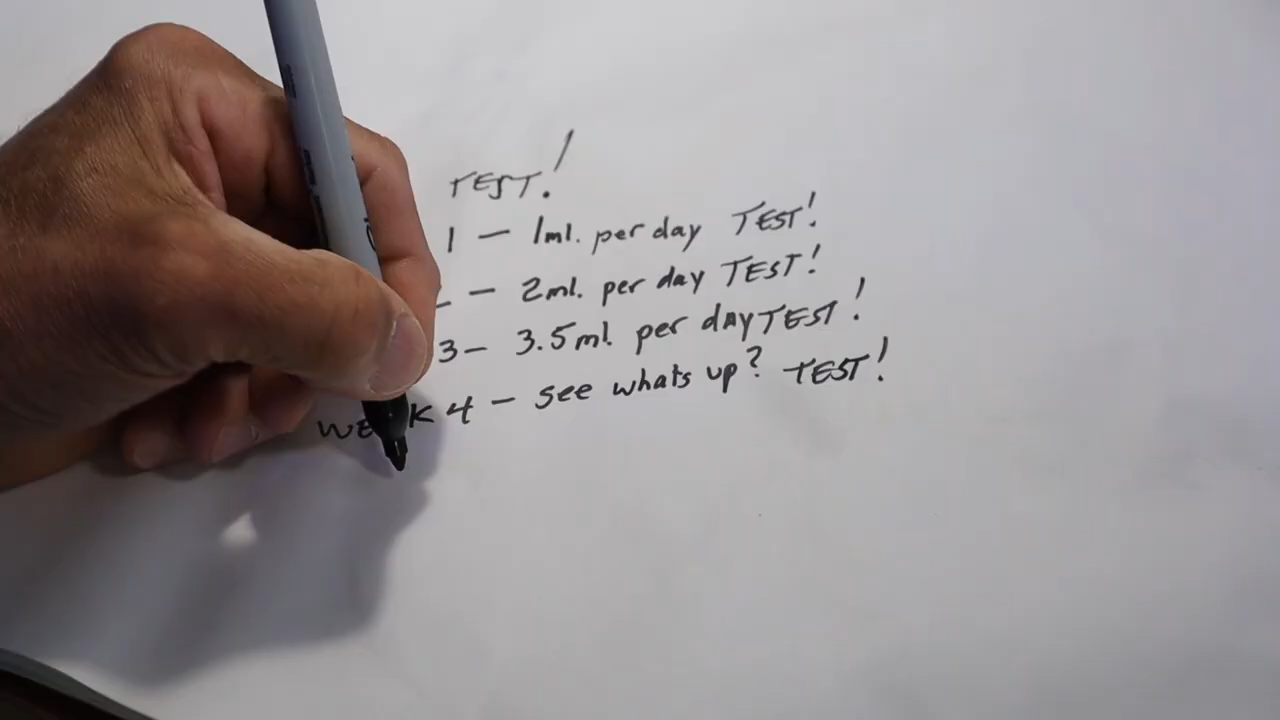 TEST!
1 - 1ml. per day TEST!
- 2ml. per day TEST!
3- 3.5ml. per day TEST!
4 - see whats up? TEST!